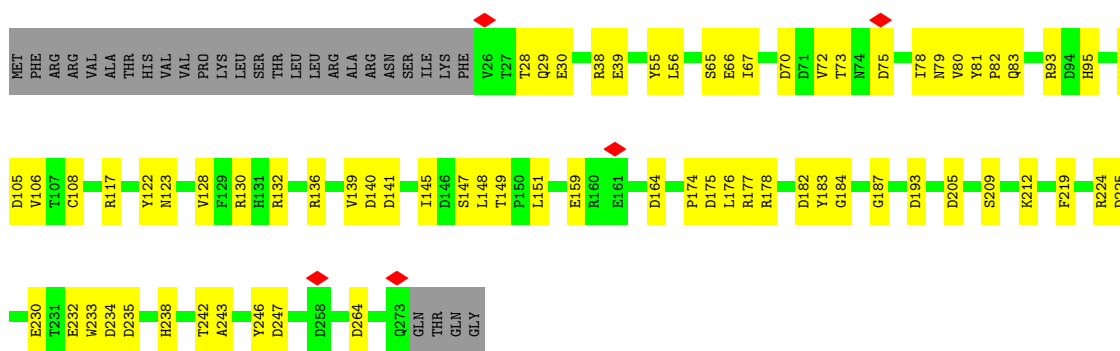 MET PHE ARG ARG VAL ALA THR HIS VAL VAL PRO LYS LEU SER THR LEU LEU ARG ALA ARG ASN SER ILE LYS PHE V26 T27 T28 Q29 E30 R38 E39 Y55 L56 S65 E66 I67 D70 D71 V72 T73 N74 D75 I78 N79 V80 Y81 P82 Q83 R93 D94 H95
D105 V106 T107 C108 R117 Y122 N123 V128 F129 R130 H131 R132 R136 V139 D140 D141 I145 D146 S147 L148 T149 P150 L151 E159 R160 E161 D164 P174 D175 L176 R177 R178 D182 Y183 G184 G187 D193 D205 S209 K212 F219 R224
E230 T231 E232 W233 D234 D235 H238 T242 A243 Y246 D247 D258 D264 Q273 GLN THR GLN GLY